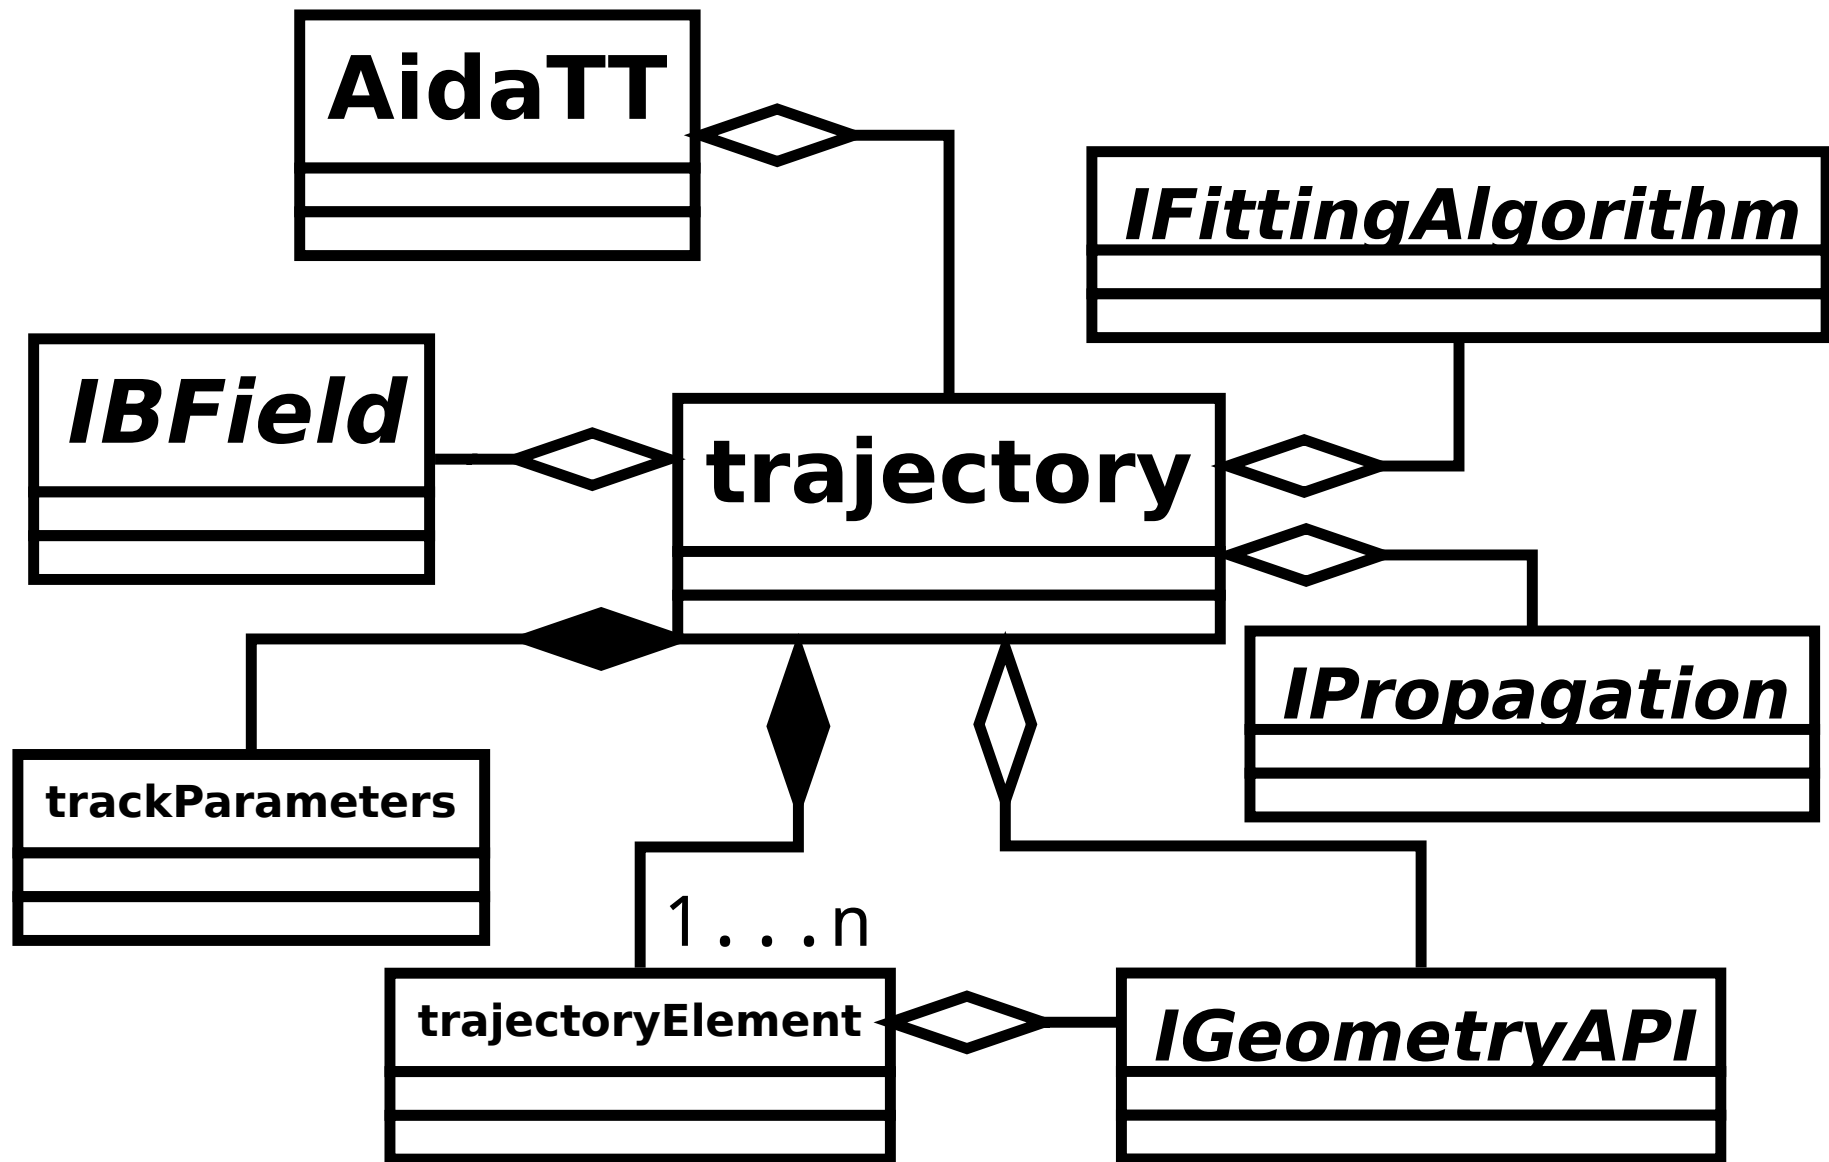 AidaTT
IFittingAlgorithm
IBField
trajectory
IPropagation
trackParameters
1...n
trajectoryElement
IGeometryAPI